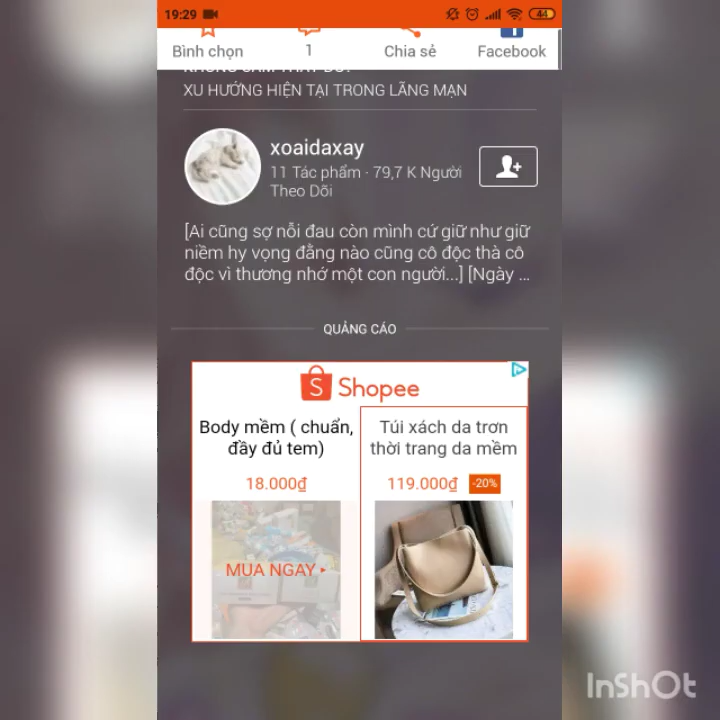 19:29
44
Bình chọn
1
Chia sẻ
Facebook
XU HƯỚNG HIỆN TẠI TRONG LÃNG MẠN
xoaidaxay
11 Tác phẩm · 79,7 K Người
Theo Dõi
[Ai cũng sợ nỗi đau còn mình cứ giữ như giữ
niềm hy vọng đằng nào cũng cô độc thà cô
độc vì thương nhớ một con người...] [Ngày ...
QUẢNG CÁO
S Shopee
Body mềm ( chuẩn,
đầy đủ tem)
18.000₫
MUA NGAY
Túi xách da trơn
thời trang da mềm
119.000₫ -20%
InShOt